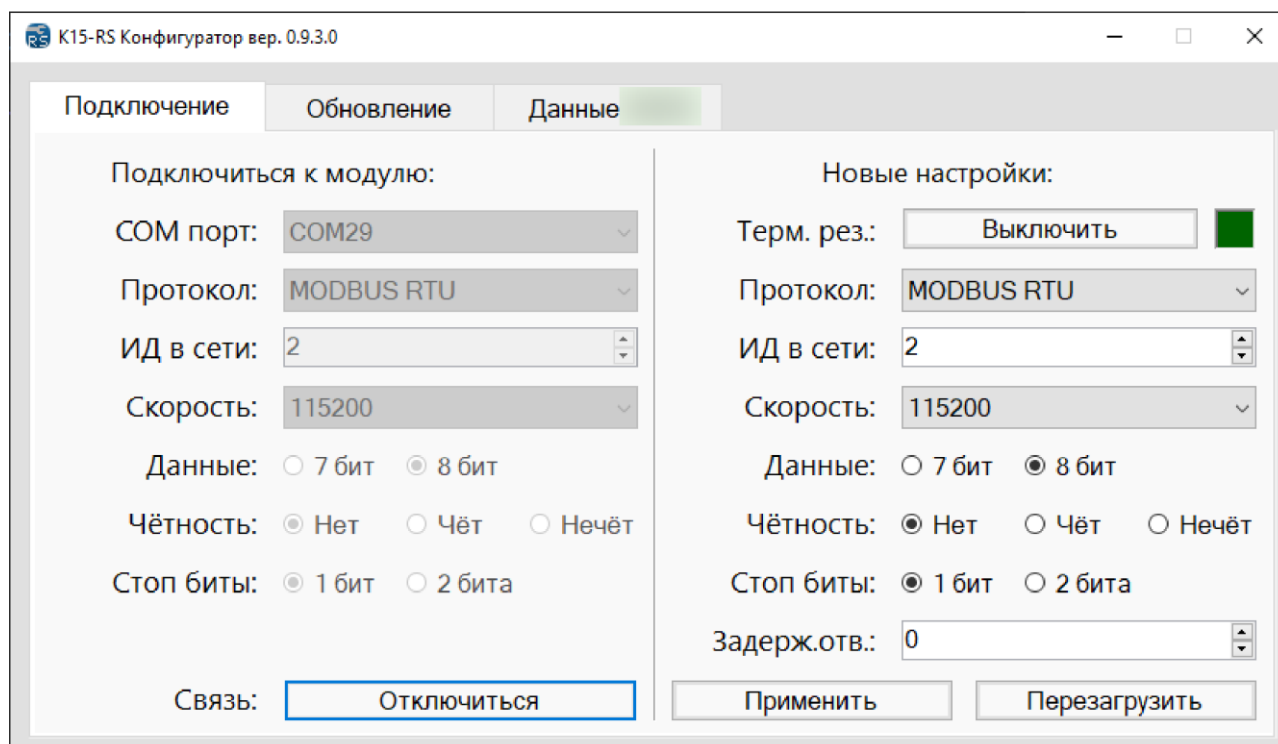 RS K15-RS Конфигуратор вер. 0.9.3.0
Подключение Обновление Данные
Подключиться к модулю:
COM порт: COM29
Протокол: MODBUS RTU
ИД в сети: 2
Скорость: 115200
Данные: 7 бит 8 бит
Чётность: Нет Чёт Нечёт
Стоп биты: 1 бит 2 бита
Связь: Отключиться
Новые настройки:
Терм. рез.: Выключить
Протокол: MODBUS RTU
ИД в сети: 2
Скорость: 115200
Данные: 7 бит 8 бит
Чётность: Нет Чёт Нечёт
Стоп биты: 1 бит 2 бита
Задерж.отв.: 0
Применить Перезагрузить